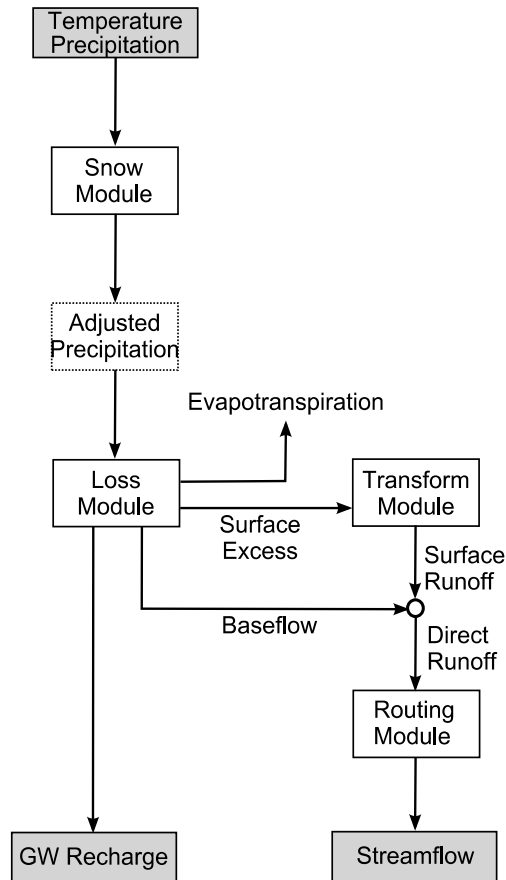 Temperature
Precipitation
Snow
Module
Adjusted
Precipitation
Evapotranspiration
Loss
Module
Transform
Module
Surface
Excess
Surface
Runoff
Baseflow
Direct
Runoff
Routing
Module
GW Recharge
Streamflow